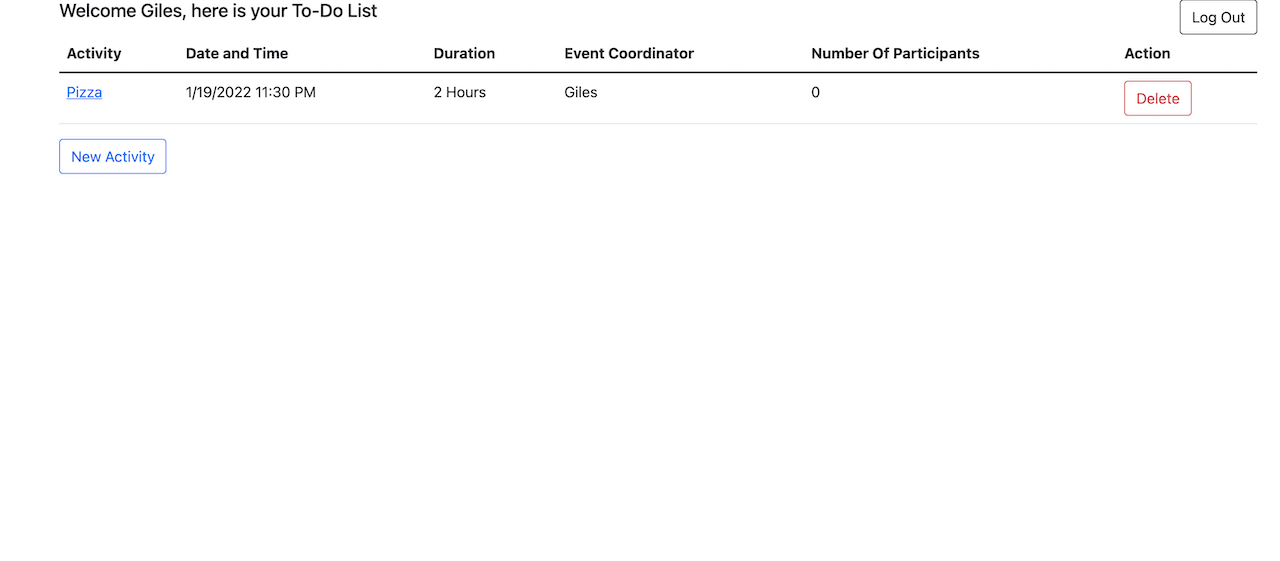 Welcome Giles, here is your To-Do List
Log Out
Activity Date and Time Duration Event Coordinator Number Of Participants Action
Pizza 1/19/2022 11:30 PM 2 Hours Giles 0 Delete
New Activity